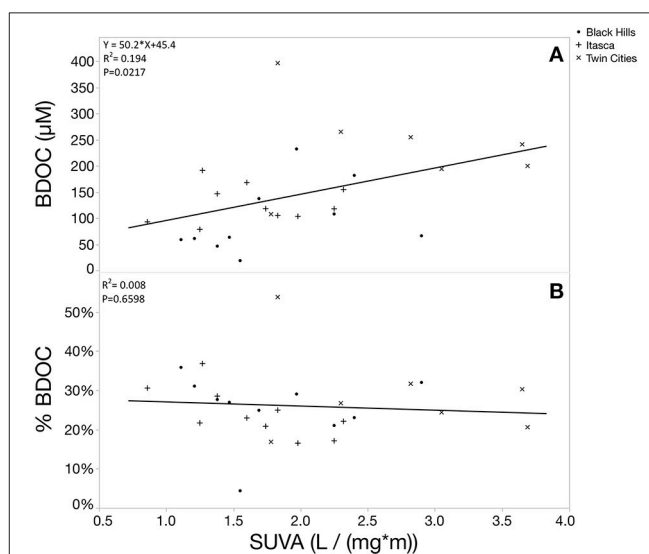 Y = 50.2*X+45.4
R²= 0.194
P=0.0217
A
Black Hills
Itasca
Twin Cities
BDOC (µM)
400
350
300
250
200
150
100
50
0
R²= 0.008
P=0.6598
B
% BDOC
50%
40%
30%
20%
10%
0%
0.5 1.0 1.5 2.0 2.5 3.0 3.5 4.0
SUVA (L / (mg*m))